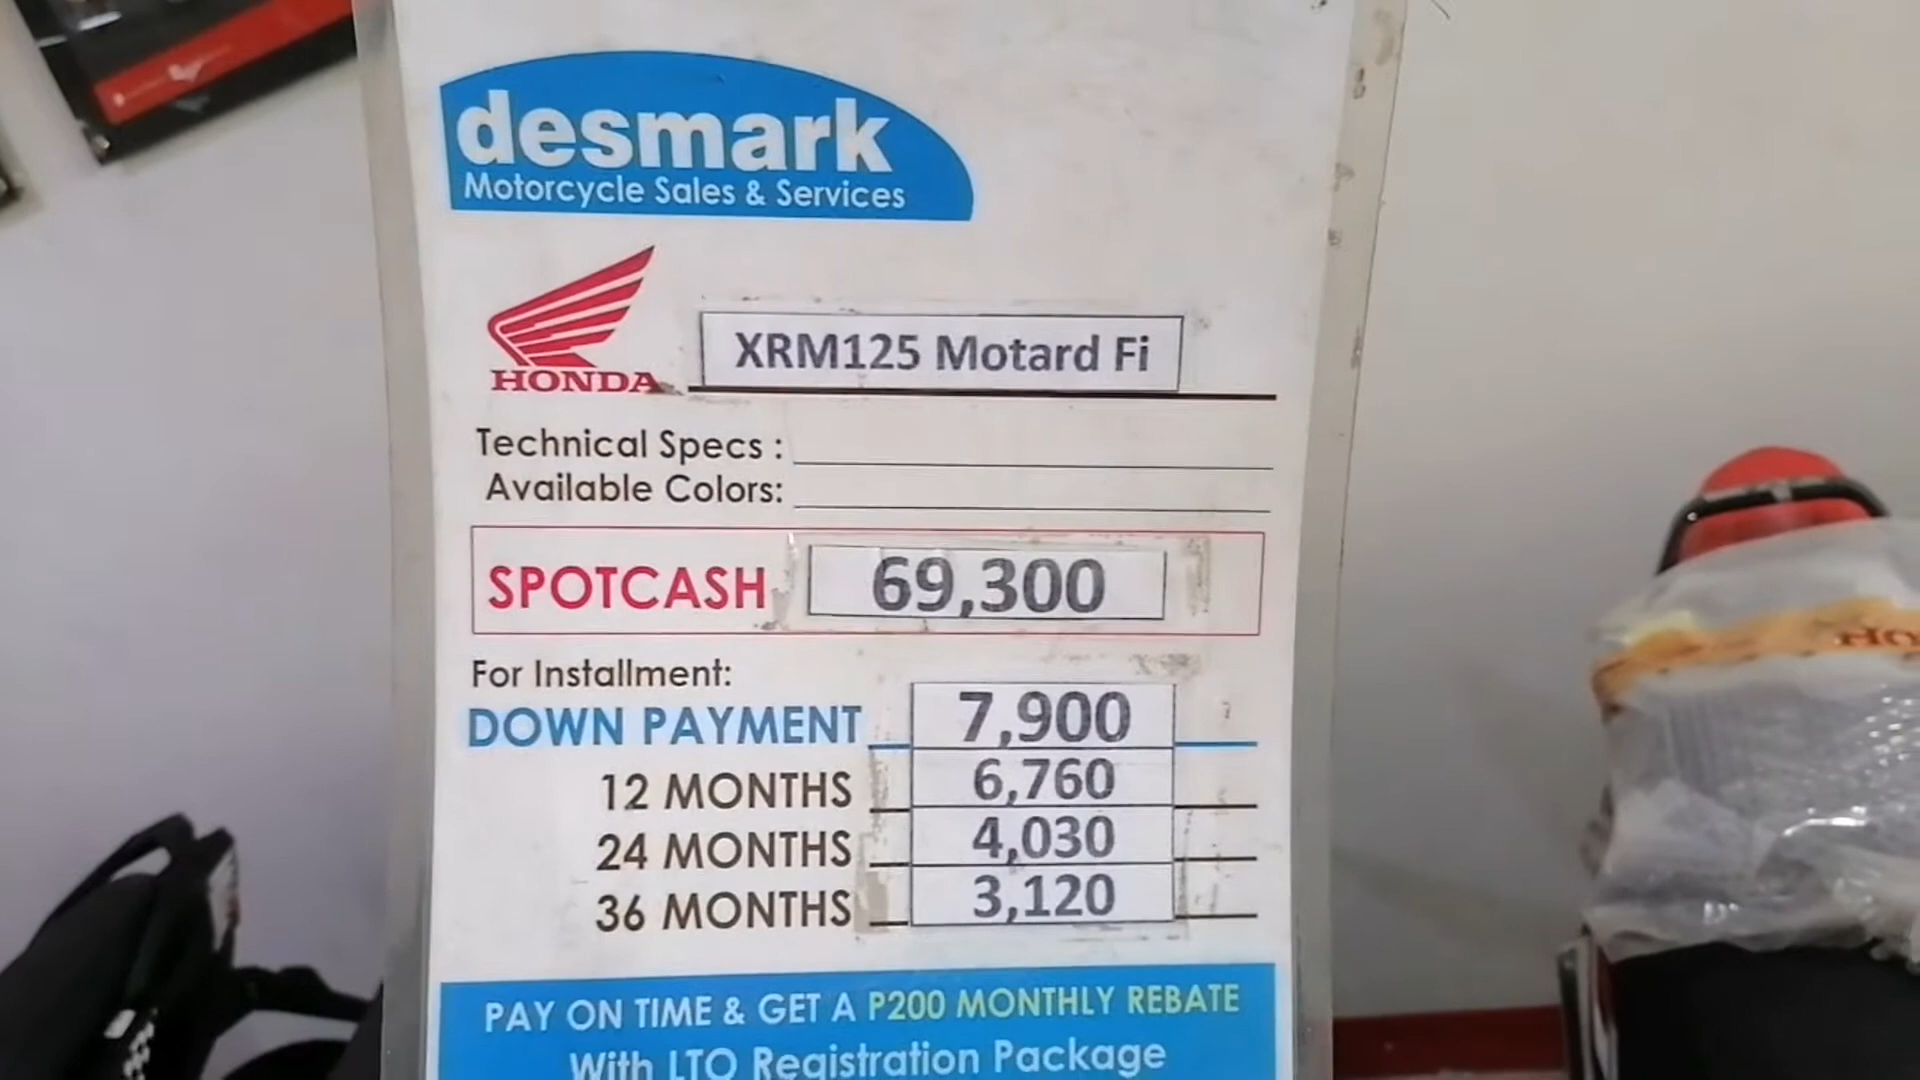 desmark
Motorcycle Sales & Services
HONDA
XRM125 Motard Fi
Technical Specs :
Available Colors:
SPOTCASH 69,300
For Installment:
DOWN PAYMENT 7,900
12 MONTHS 6,760
24 MONTHS 4,030
36 MONTHS 3,120
PAY ON TIME & GET A P200 MONTHLY REBATE
With LTO Registration Package